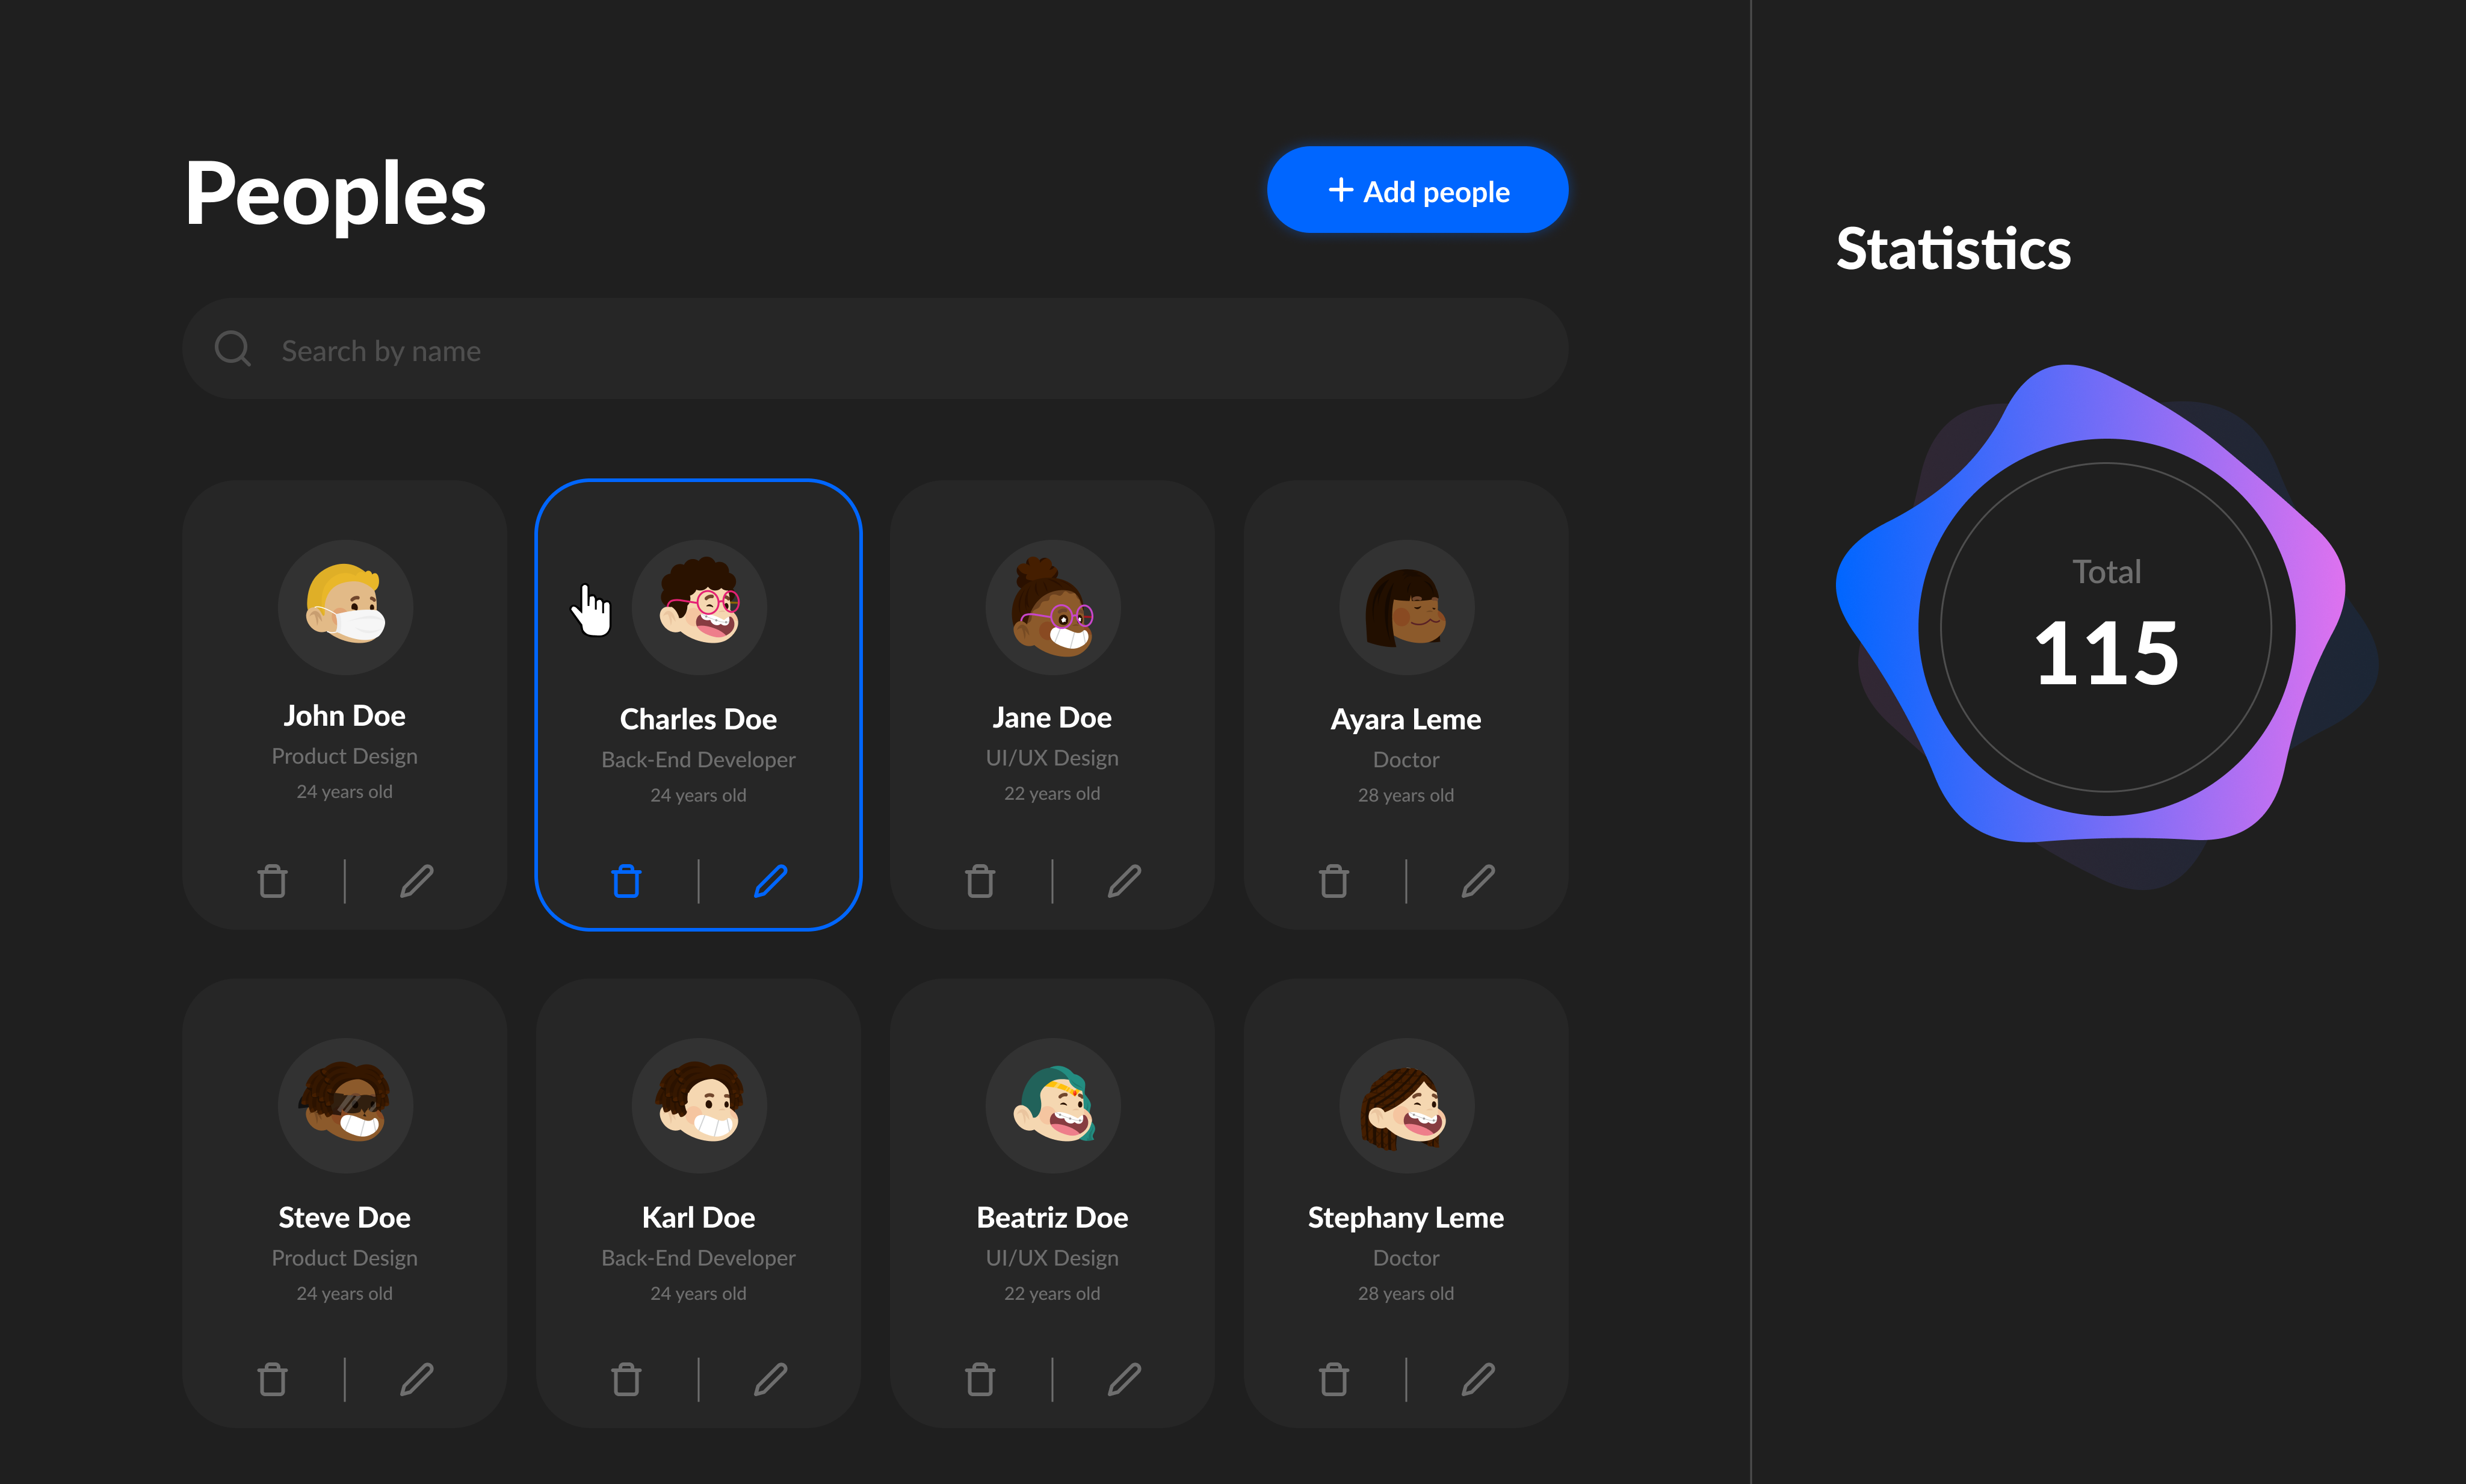 Peoples
+ Add people
Search by name
John Doe
Product Design
24 years old
Charles Doe
Back-End Developer
24 years old
Jane Doe
UI/UX Design
22 years old
Ayara Leme
Doctor
28 years old
Steve Doe
Product Design
24 years old
Karl Doe
Back-End Developer
24 years old
Beatriz Doe
UI/UX Design
22 years old
Stephany Leme
Doctor
28 years old
Statistics
Total
115